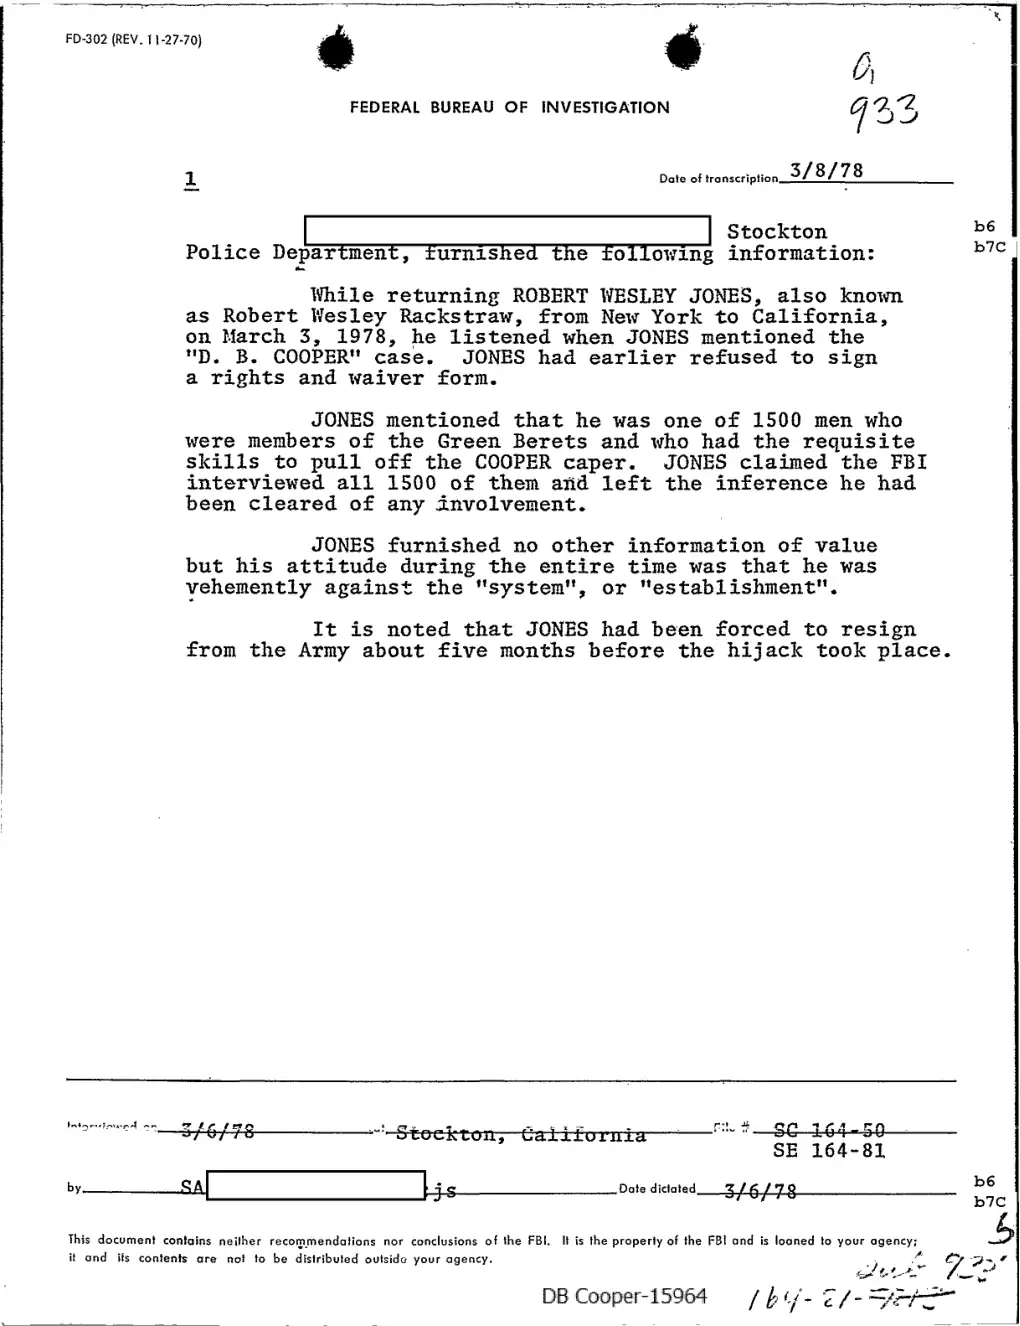 FD-302 (REV. 11-27-70)
0,
933
FEDERAL BUREAU OF INVESTIGATION
1
Date of transcription 3/8/78
Stockton
b6
Police Department, furnished the following information:
b7C
While returning ROBERT WESLEY JONES, also known
as Robert Wesley Rackstraw, from New York to California,
on March 3, 1978, he listened when JONES mentioned the
"D. B. COOPER" case. JONES had earlier refused to sign
a rights and waiver form.
JONES mentioned that he was one of 1500 men who
were members of the Green Berets and who had the requisite
skills to pull off the COOPER caper. JONES claimed the FBI
interviewed all 1500 of them and left the inference he had
been cleared of any involvement.
JONES furnished no other information of value
but his attitude during the entire time was that he was
vehemently against the "system", or "establishment".
It is noted that JONES had been forced to resign
from the Army about five months before the hijack took place.
Interviewed on 3/6/78 at Stockton, California File # SC 164-50
SE 164-81
by SA :js Date dictated 3/6/78
b6
b7C
This document contains neither recommendations nor conclusions of the FBI. It is the property of the FBI and is loaned to your agency;
it and its contents are not to be distributed outside your agency.
DB Cooper-15964